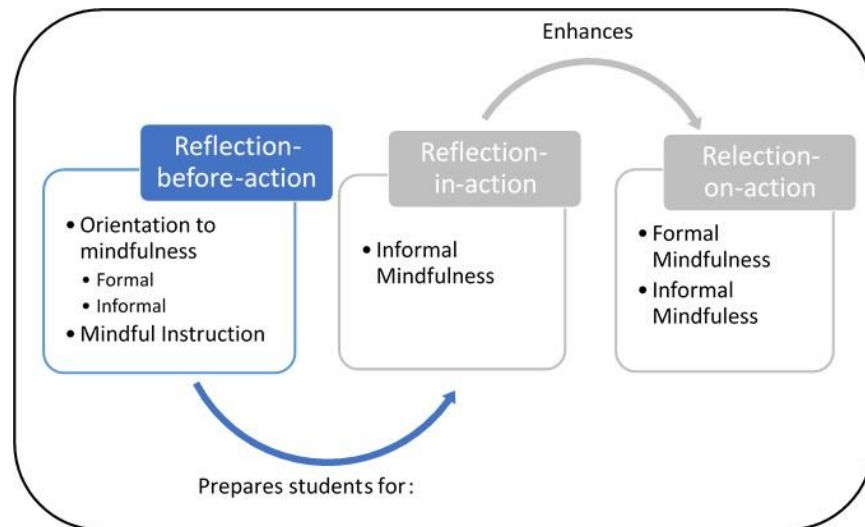 Enhances
Reflection-
before-action
• Orientation to
mindfulness
• Formal
• Informal
• Mindful Instruction
Reflection-
in-action
• Informal
Mindfulness
Relection-
on-action
• Formal
Mindfulness
• Informal
Mindfuless
Prepares students for: